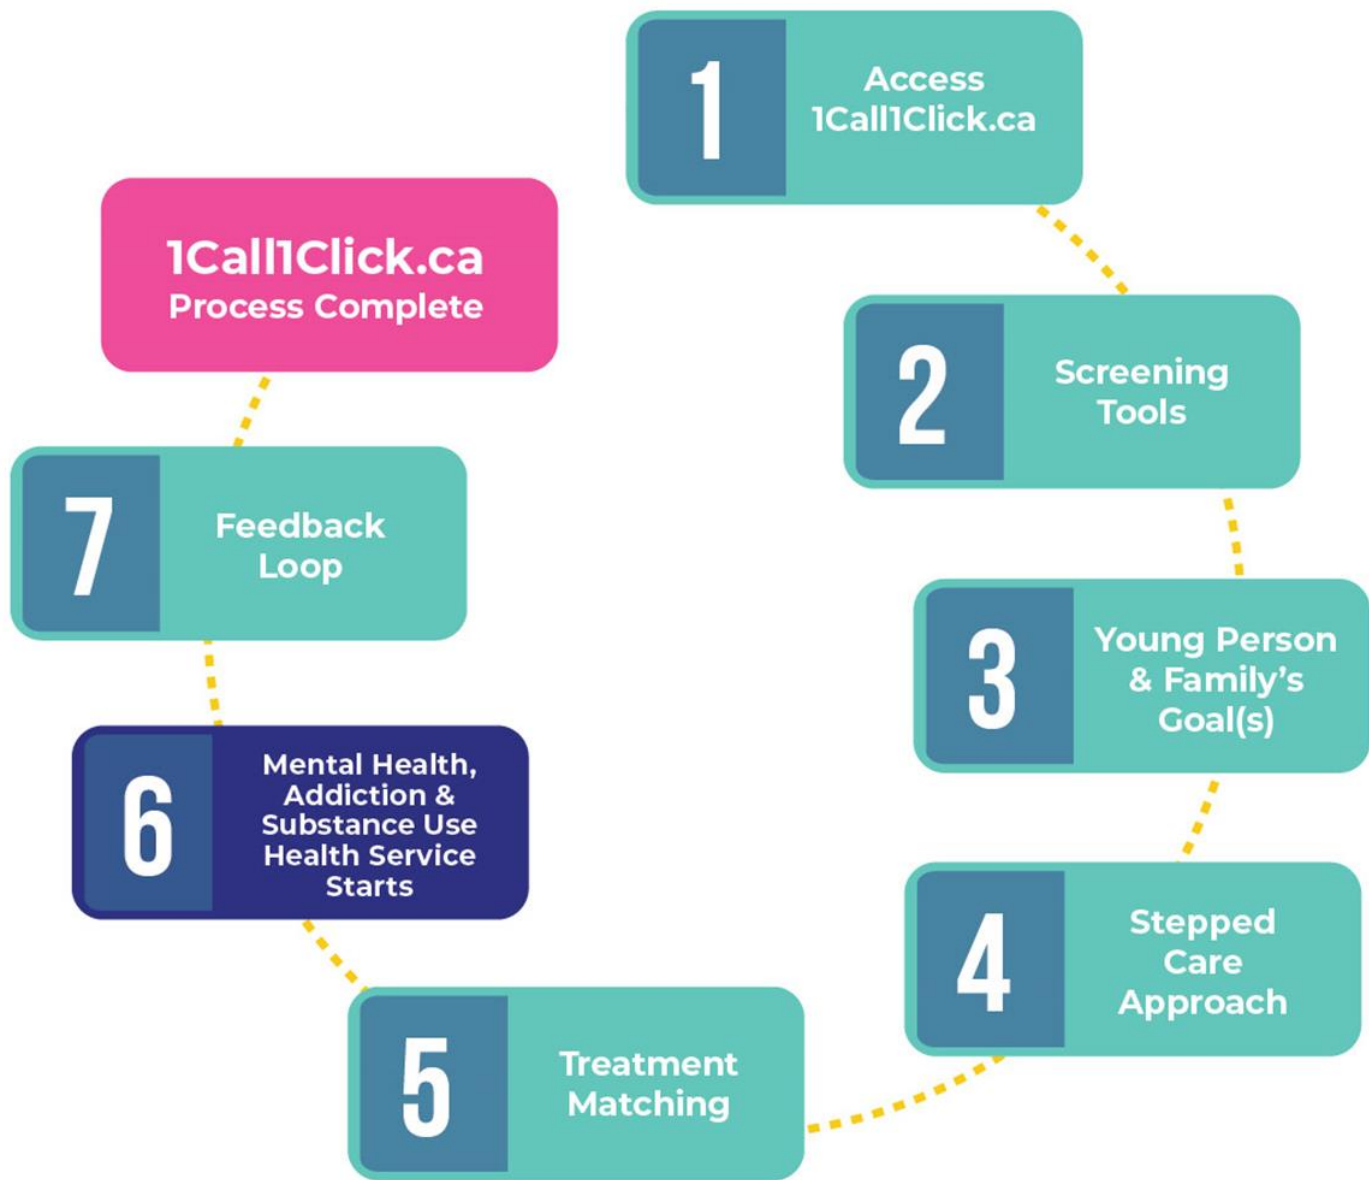 1
Access
1Call1Click.ca
2
Screening
Tools
3
Young Person
& Family's
Goal(s)
4
Stepped
Care
Approach
5
Treatment
Matching
6
Mental Health,
Addiction &
Substance Use
Health Service
Starts
7
Feedback
Loop
1Call1Click.ca
Process Complete